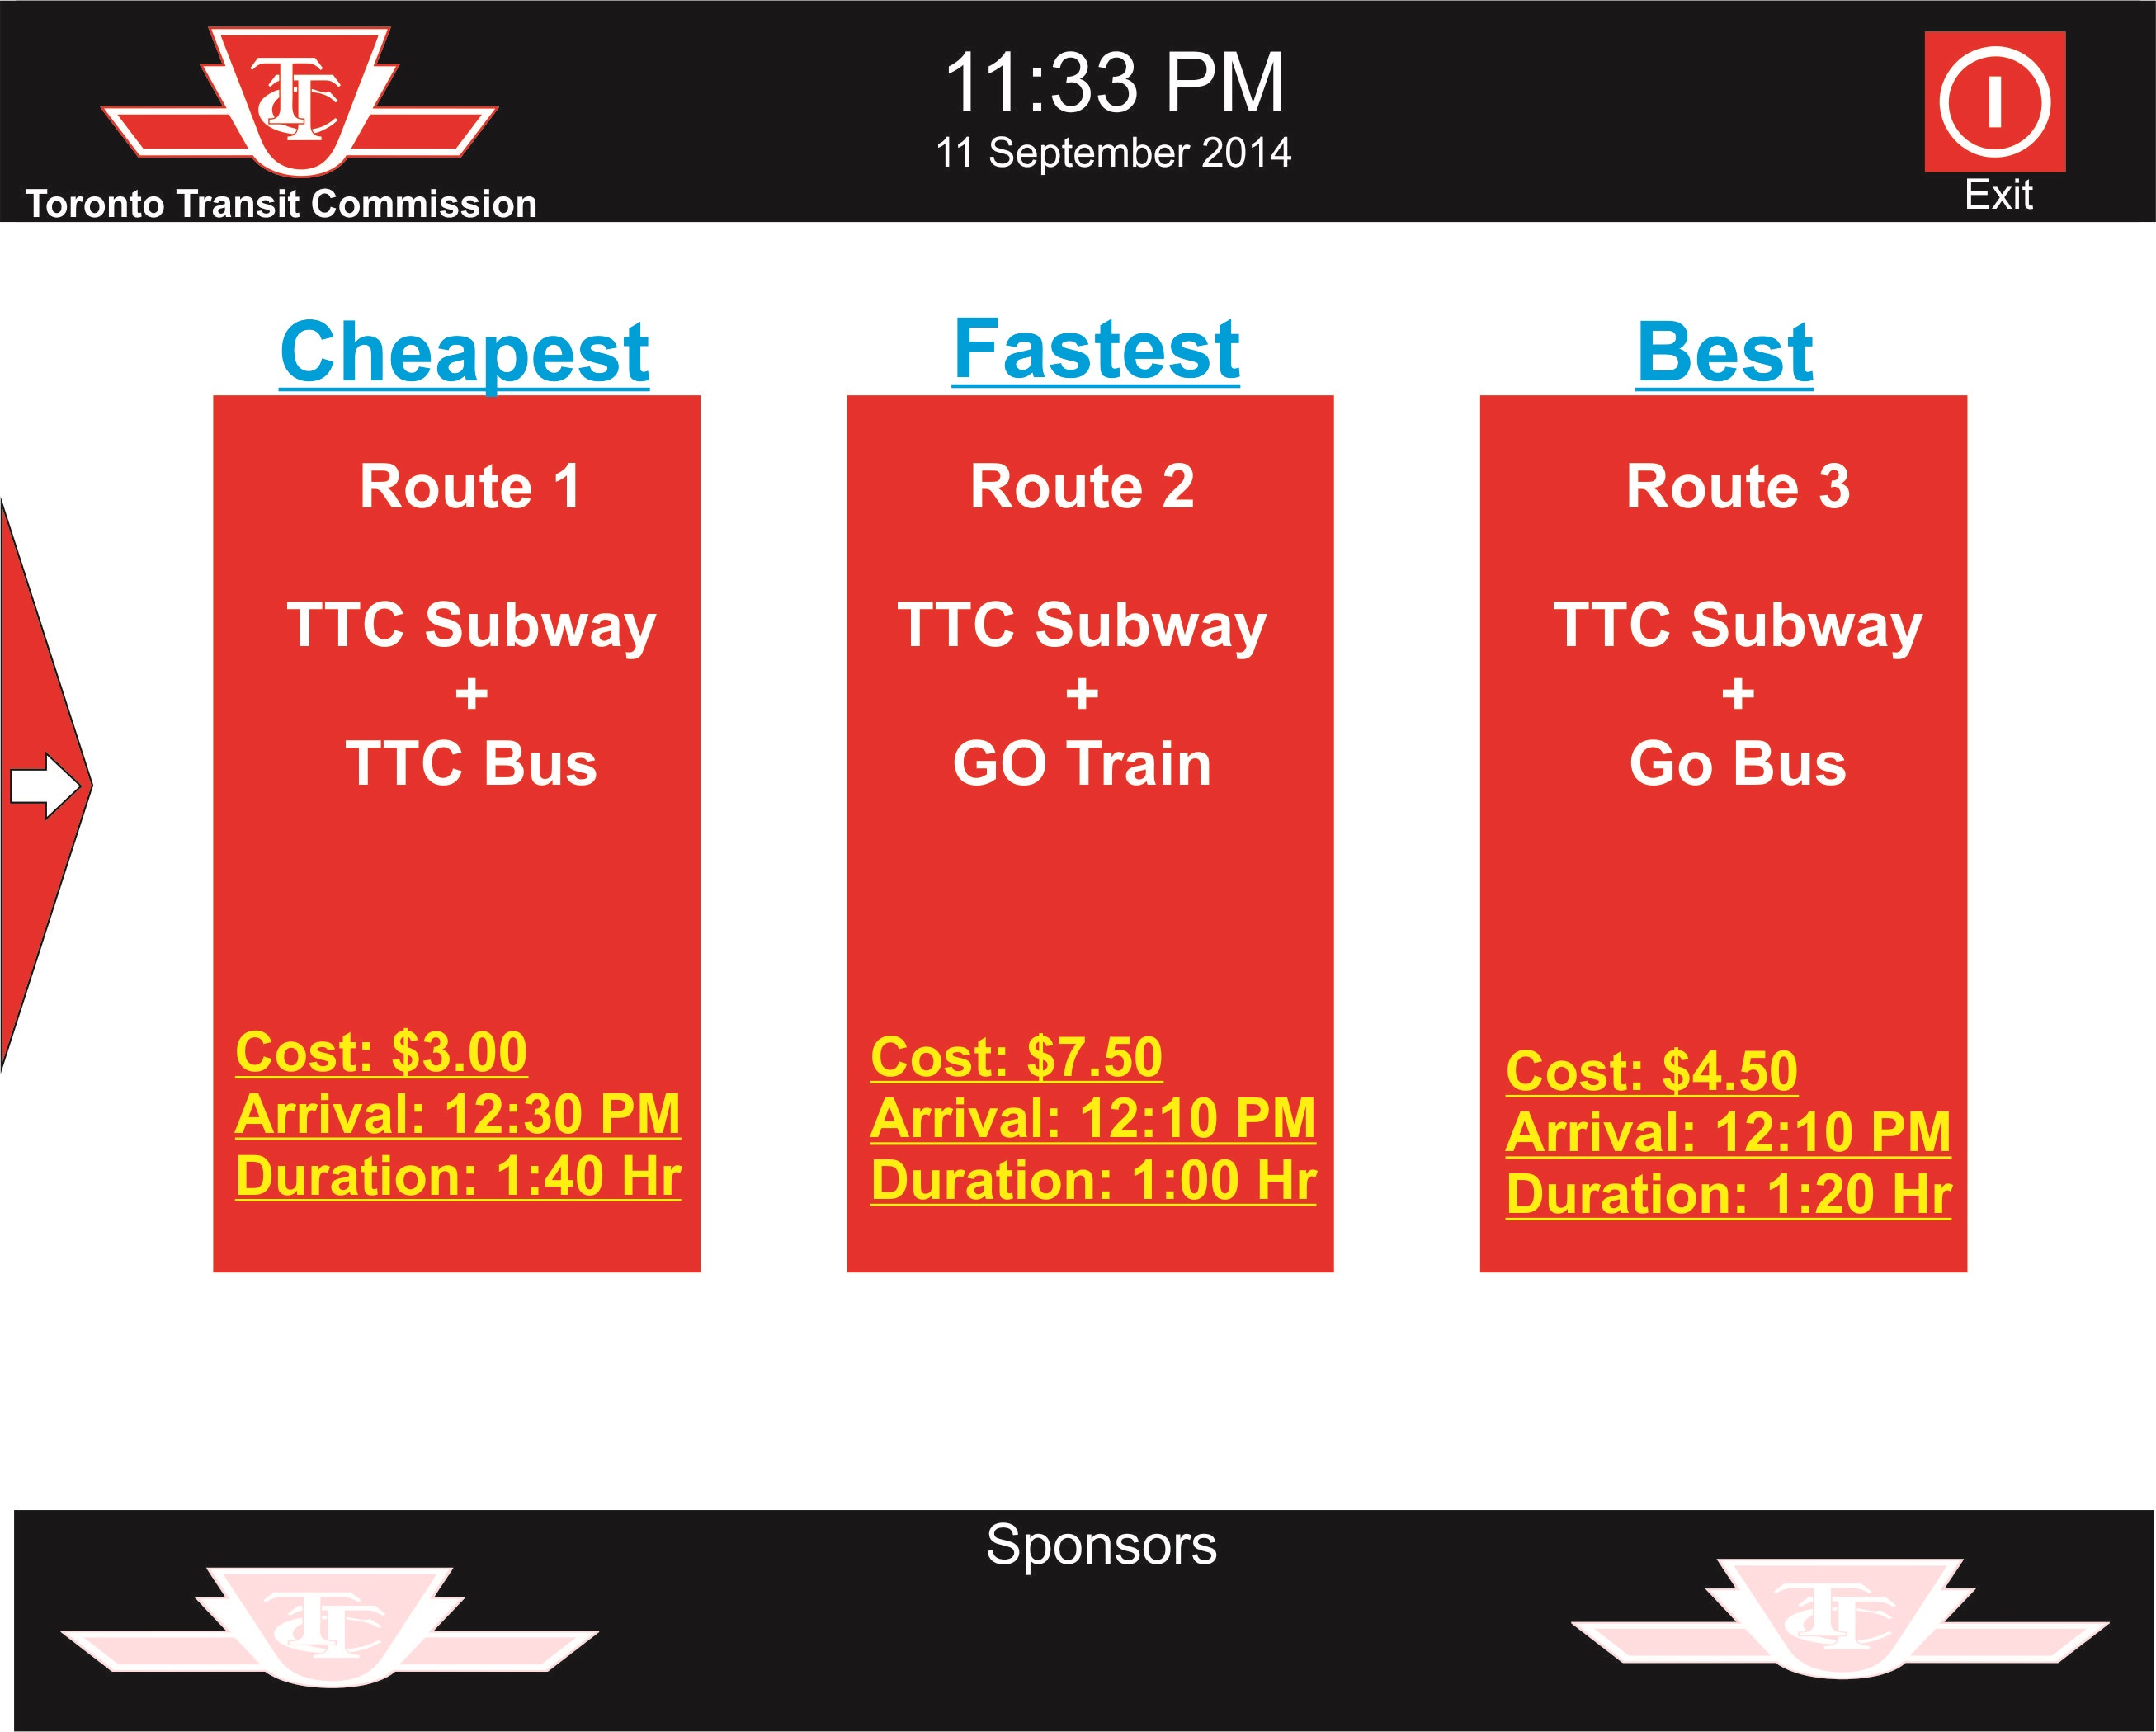 Toronto Transit Commission
11:33 PM
11 September 2014
Exit
Cheapest
Route 1
TTC Subway
+
TTC Bus
Cost: $3.00
Arrival: 12:30 PM
Duration: 1:40 Hr
Fastest
Route 2
TTC Subway
+
GO Train
Cost: $7.50
Arrival: 12:10 PM
Duration: 1:00 Hr
Best
Route 3
TTC Subway
+
Go Bus
Cost: $4.50
Arrival: 12:10 PM
Duration: 1:20 Hr
Sponsors
TTC
TTC
TTC